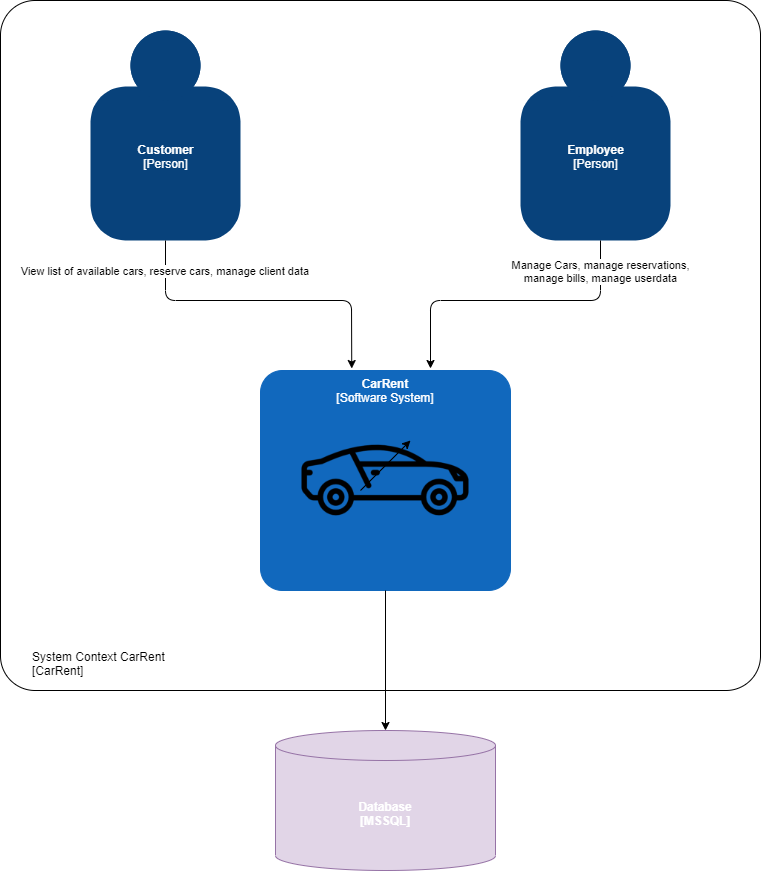 Customer
[Person]
Employee
[Person]
View list of available cars, reserve cars, manage client data
Manage Cars, manage reservations,
manage bills, manage userdata
CarRent
[Software System]
System Context CarRent
[CarRent]
Database
[MSSQL]